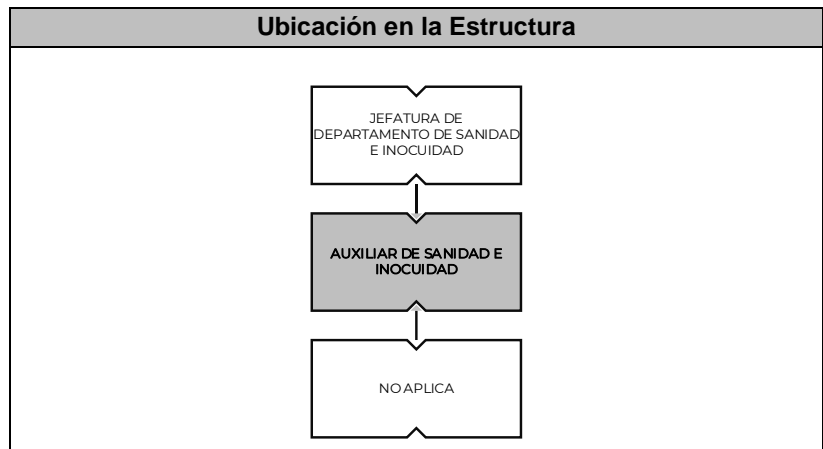 Ubicación en la Estructura
JEFATURA DE
DEPARTAMENTO DE SANIDAD
E INOCUIDAD
AUXILIAR DE SANIDAD E
INOCUIDAD
NO APLICA